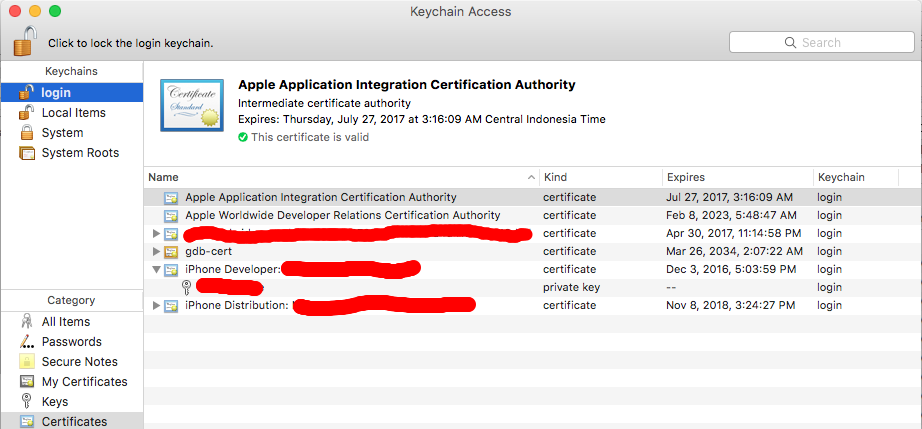 Keychain Access
Click to lock the login keychain.
Search
Keychains
login
Local Items
System
System Roots
Certificate
Standard
Apple Application Integration Certification Authority
Intermediate certificate authority
Expires: Thursday, July 27, 2017 at 3:16:09 AM Central Indonesia Time
This certificate is valid
Name Kind Expires Keychain
Apple Application Integration Certification Authority certificate Jul 27, 2017, 3:16:09 AM login
Apple Worldwide Developer Relations Certification Authority certificate Feb 8, 2023, 5:48:47 AM login
certificate Apr 30, 2017, 11:14:58 PM login
gdb-cert certificate Mar 26, 2034, 2:07:22 AM login
iPhone Developer: certificate Dec 3, 2016, 5:03:59 PM login
private key -- login
iPhone Distribution: certificate Nov 8, 2018, 3:24:27 PM login
Category
All Items
Passwords
Secure Notes
My Certificates
Keys
Certificates